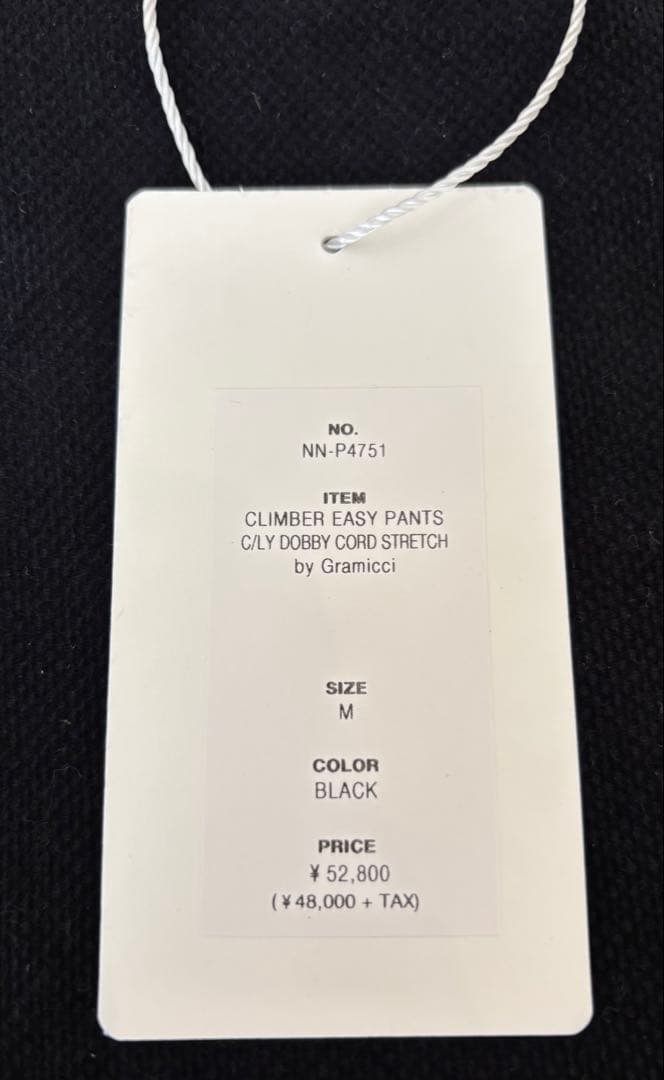 NO.
NN-P4751
ITEM
CLIMBER EASY PANTS
C/LY DOBBY CORD STRETCH
by Gramicci
SIZE
M
COLOR
BLACK
PRICE
¥ 52,800
(¥48,000 + TAX)